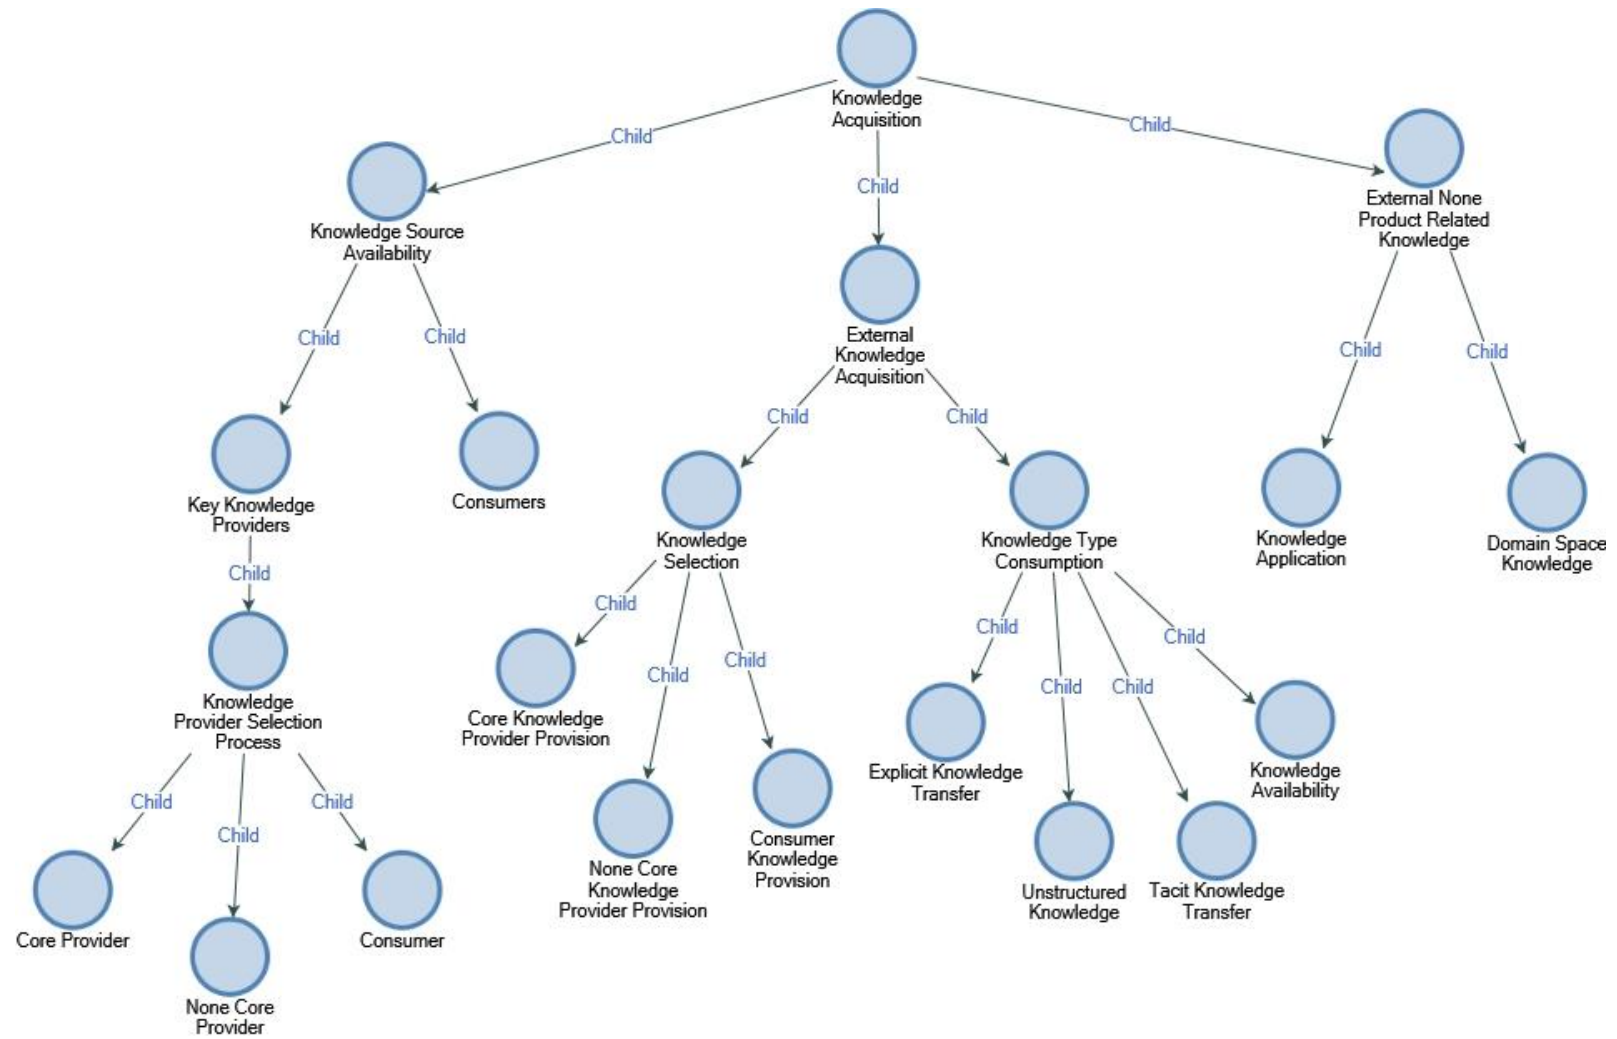 Knowledge
Acquisition
Child
Child
Child
Knowledge Source
Availability
External None
Product Related
Knowledge
Child
Child
External
Knowledge
Acquisition
Child
Child
Child
Child
Key Knowledge
Providers
Consumers
Knowledge
Selection
Knowledge Type
Consumption
Knowledge
Application
Domain Space
Knowledge
Child
Child
Child
Child
Child
Child
Child
Child
Knowledge
Provider Selection
Process
Core Knowledge
Provider Provision
Explicit Knowledge
Transfer
Knowledge
Availability
Child
Child
Child
None Core
Knowledge
Provider Provision
Consumer
Knowledge
Provision
Unstructured
Knowledge
Tacit Knowledge
Transfer
Core Provider
None Core
Provider
Consumer